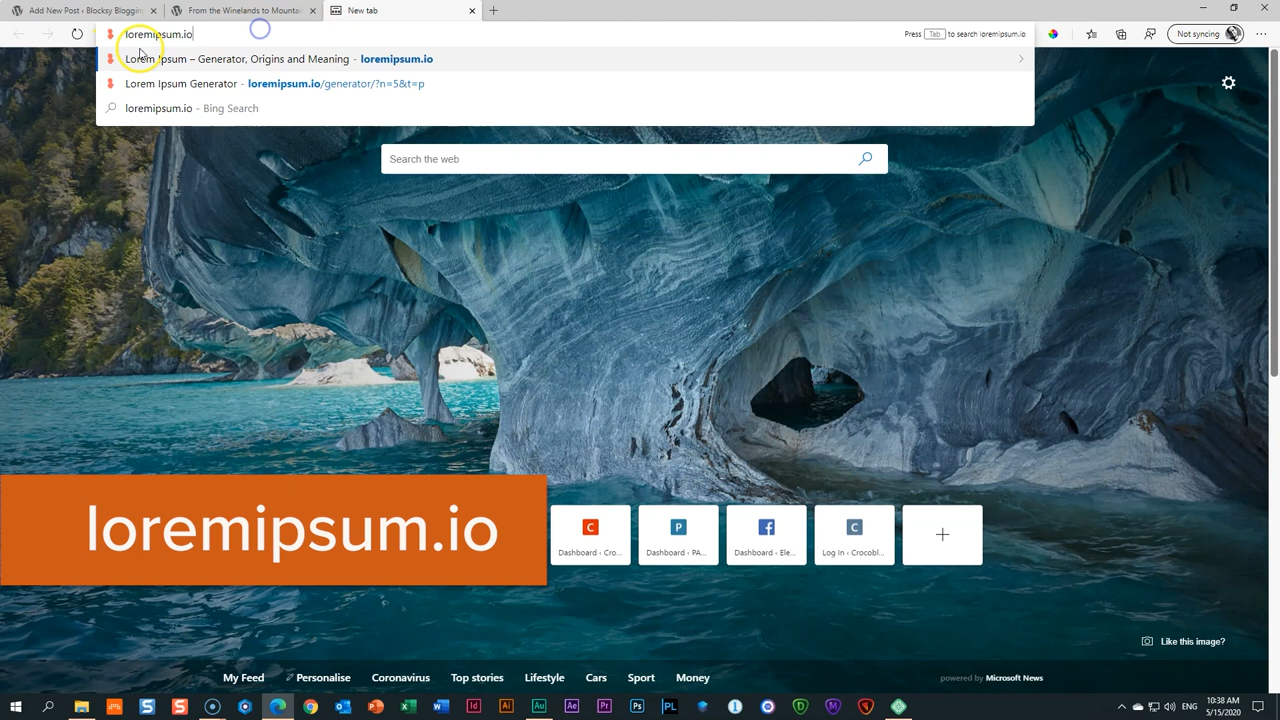 Add New Post ‹ Blocksy Blogging
From the Winelands to Mountai
New tab
loremipsum.io
Press Tab to search loremipsum.io
Not syncing
Lorem Ipsum – Generator, Origins and Meaning - loremipsum.io
Lorem Ipsum Generator - loremipsum.io/generator/?n=5&t=p
loremipsum.io - Bing Search
Search the web
loremipsum.io
C
P
C
Dashboard ‹ Cro...
Dashboard ‹ PA...
Dashboard ‹ Ele...
Log In ‹ Crocobl...
Like this image?
My Feed
Personalise
Coronavirus
Top stories
Lifestyle
Cars
Sport
Money
powered by Microsoft News
ENG
10:38 AM
5/15/2020